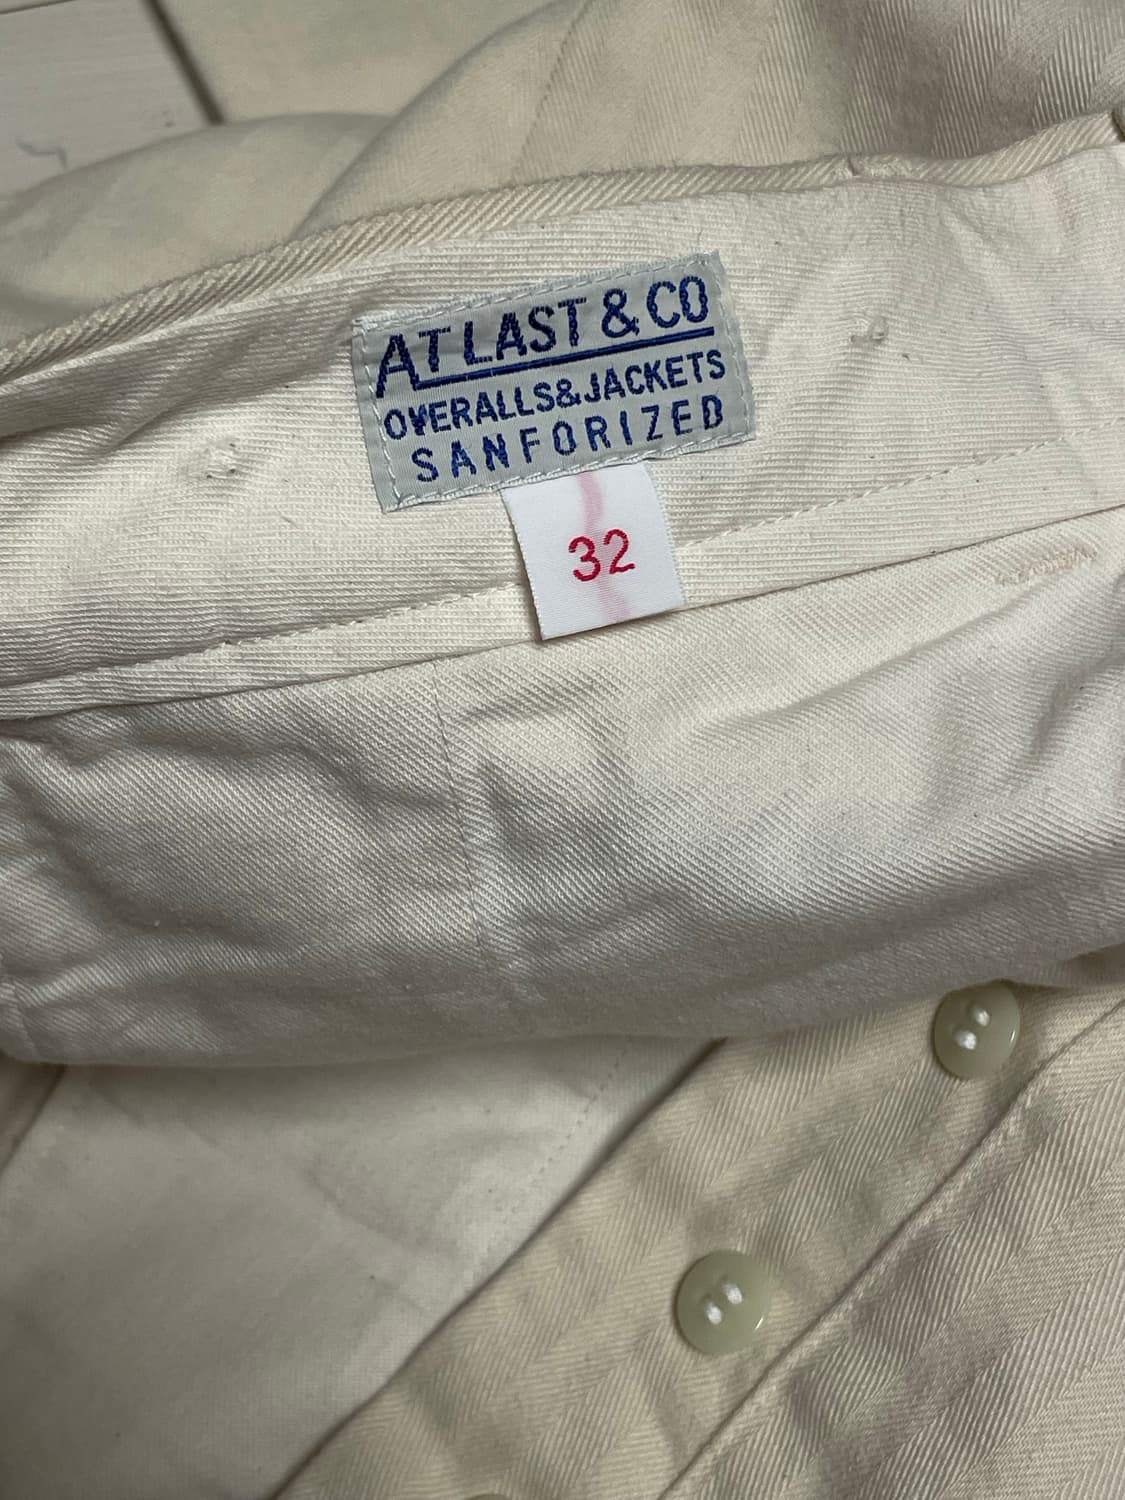 AT LAST & CO
OVERALLS&JACKETS
SANFORIZED
32